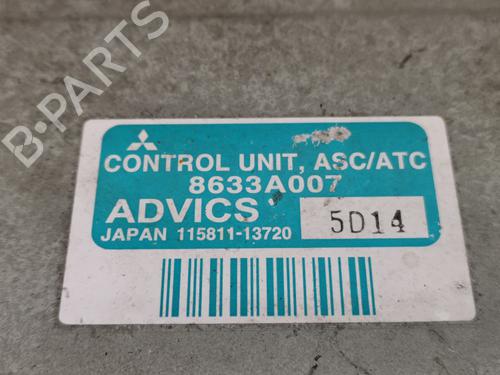 B-PARTS
CONTROL UNIT, ASC/ATC
8633A007
ADVICS
5D14
JAPAN 115811-13720